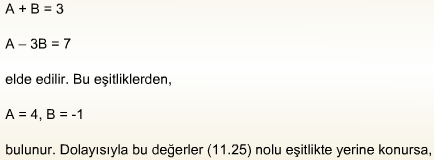 A + B = 3
A – 3B = 7
elde edilir. Bu eşitliklerden,
A = 4, B = -1
bulunur. Dolayısıyla bu değerler (11.25) nolu eşitlikte yerine konursa,